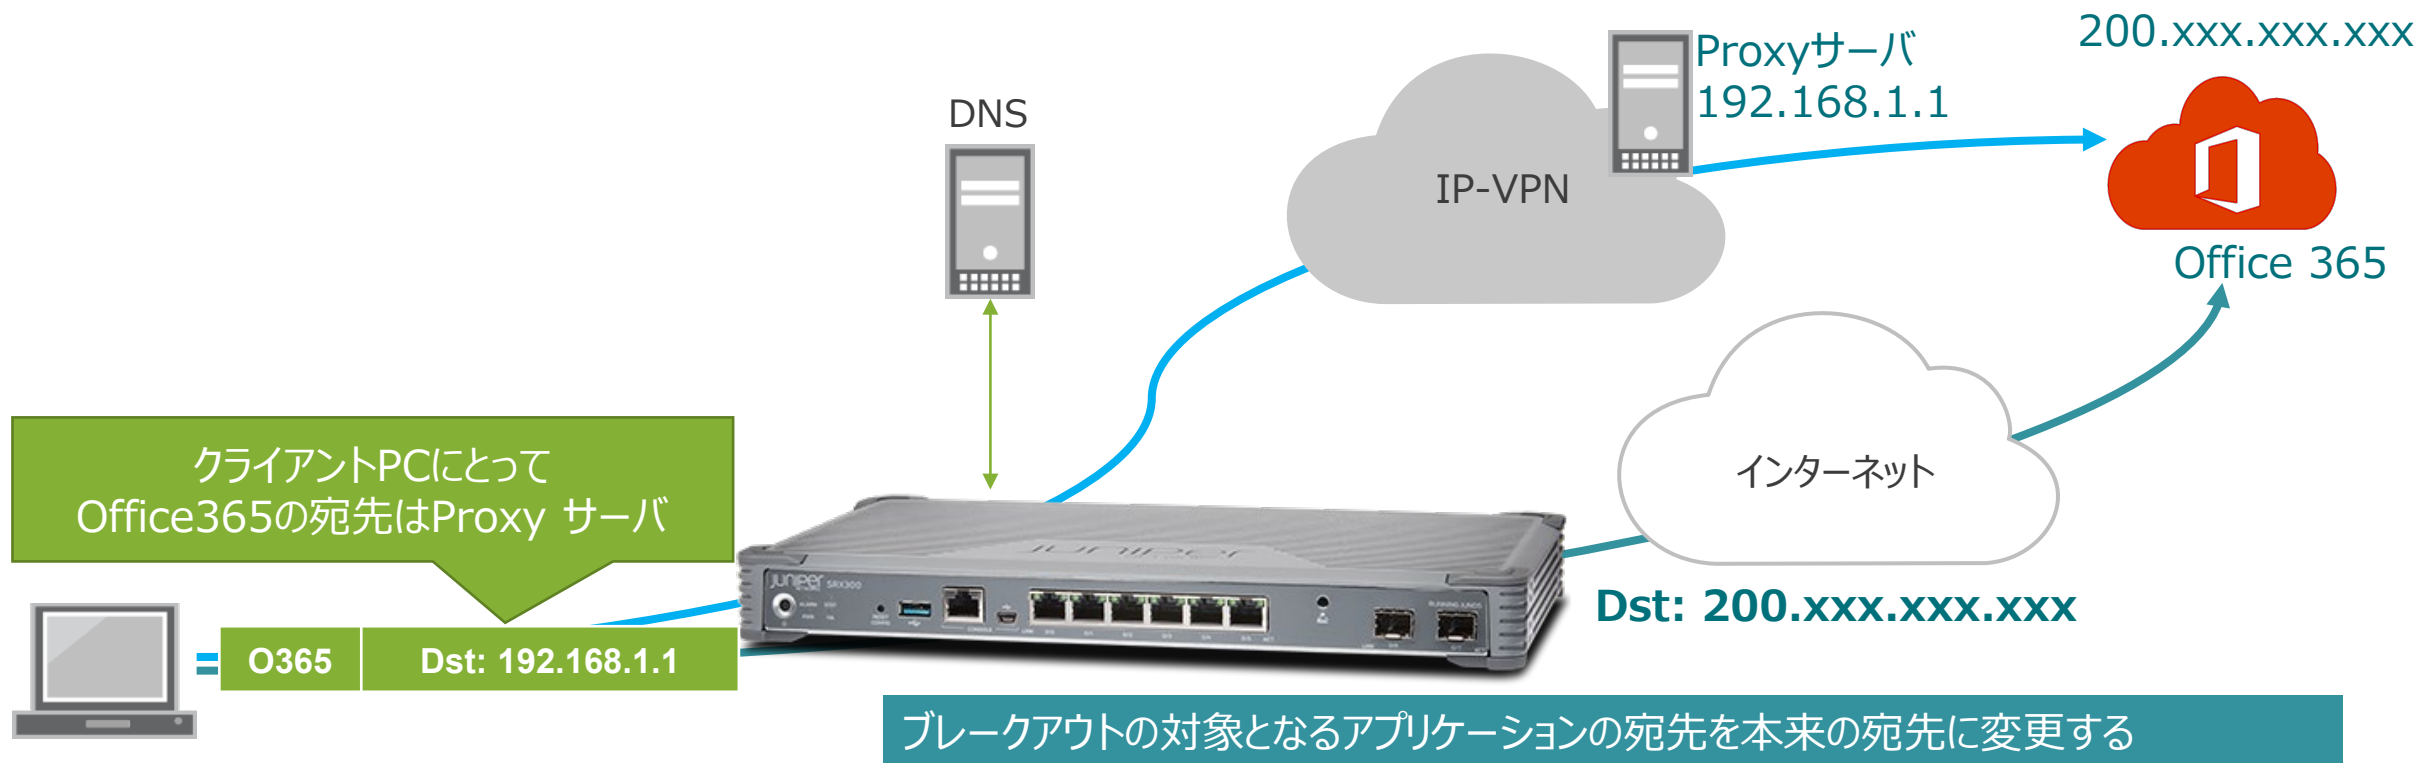 200.xxx.xxx.xxx
Proxyサーバ
192.168.1.1
DNS
IP-VPN
Office 365
クライアントPCにとって
Office365の宛先はProxy サーバ
インターネット
JUNIPER
JUNIPER SRX300
NETWORKS
CONSOLE
Dst: 200.xxx.xxx.xxx
O365
Dst: 192.168.1.1
ブレークアウトの対象となるアプリケーションの宛先を本来の宛先に変更する